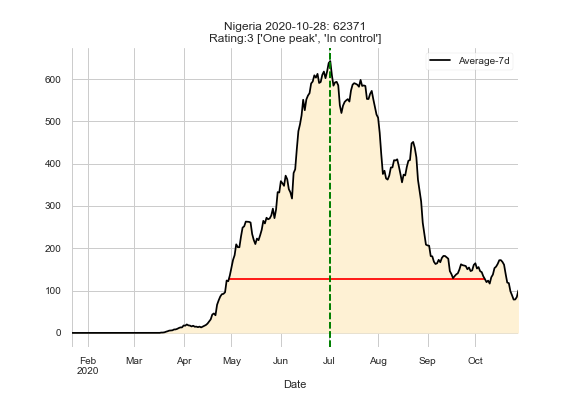 Nigeria 2020-10-28: 62371
Rating:3 ['One peak', 'In control']
Average-7d
600
500
400
300
200
100
0
Feb Mar Apr May Jun Jul Aug Sep Oct
2020
Date